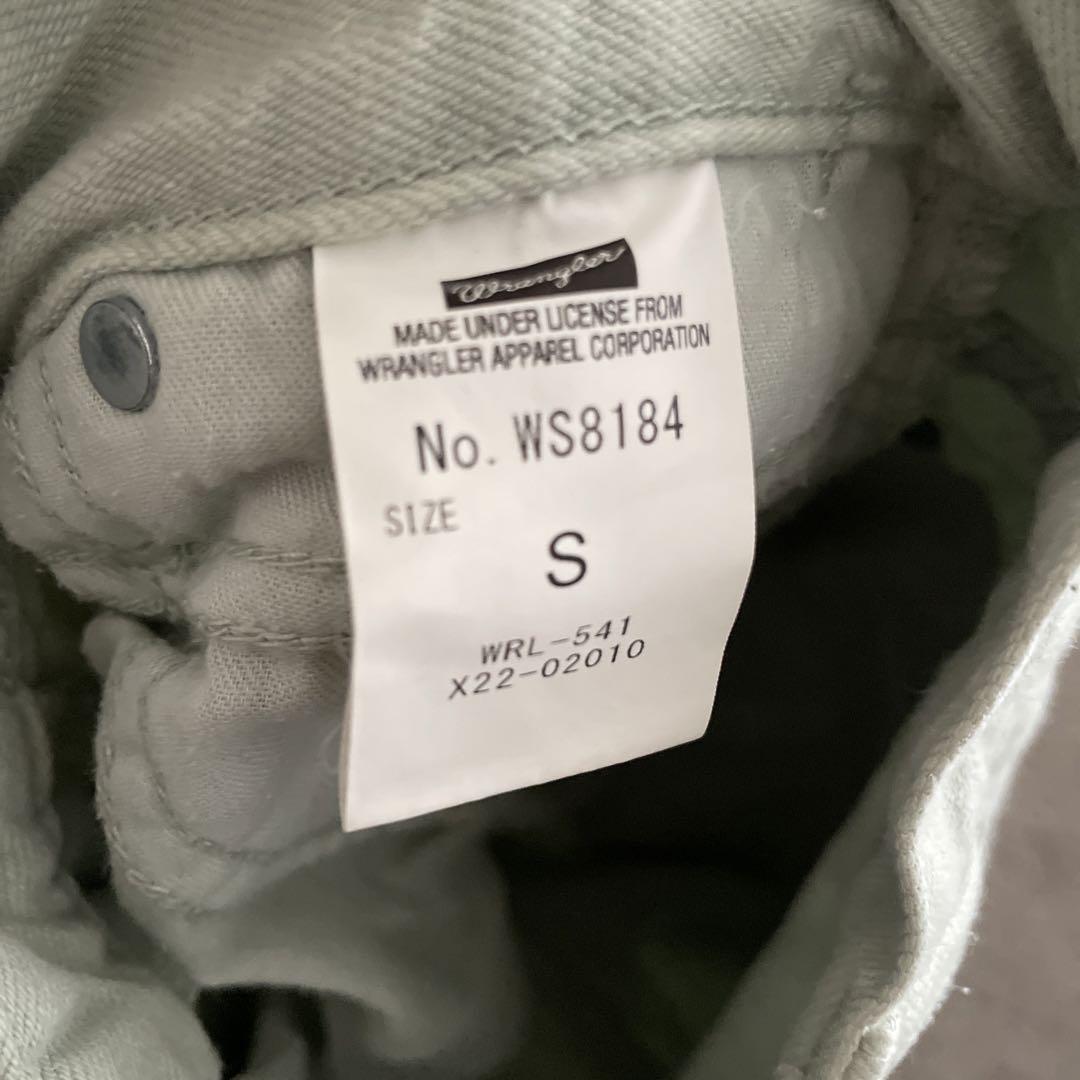 Wrangler
MADE UNDER LICENSE FROM
WRANGLER APPAREL CORPORATION
No. WS8184
SIZE
S
WRL-541
X22-02010